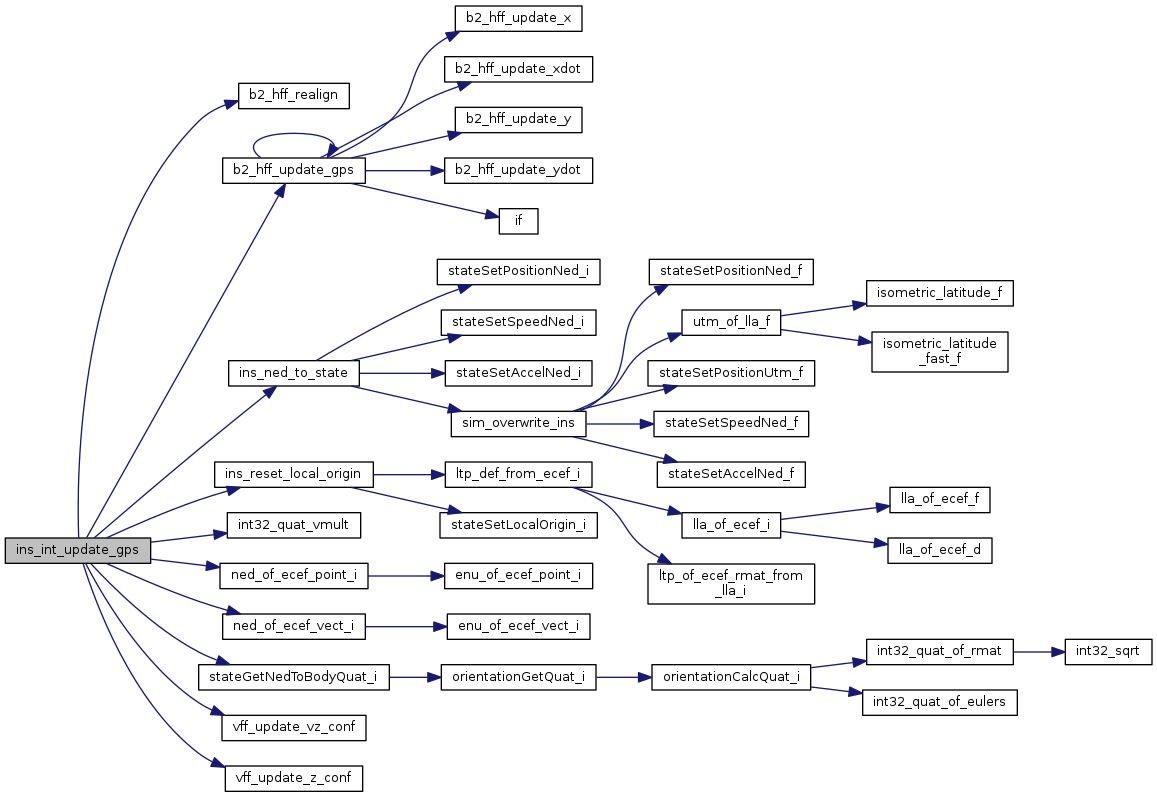 b2_hff_update_x
b2_hff_update_xdot
b2_hff_realign
b2_hff_update_y
b2_hff_update_gps
b2_hff_update_ydot
if
stateSetPositionNed_i
stateSetPositionNed_f
isometric_latitude_f
stateSetSpeedNed_i
utm_of_lla_f
isometric_latitude
_fast_f
ins_ned_to_state
stateSetAccelNed_i
stateSetPositionUtm_f
sim_overwrite_ins
stateSetSpeedNed_f
ins_reset_local_origin
ltp_def_from_ecef_i
stateSetAccelNed_f
lla_of_ecef_f
int32_quat_vmult
stateSetLocalOrigin_i
lla_of_ecef_i
ins_int_update_gps
lla_of_ecef_d
ned_of_ecef_point_i
enu_of_ecef_point_i
ltp_of_ecef_rmat_from
_lla_i
ned_of_ecef_vect_i
enu_of_ecef_vect_i
int32_quat_of_rmat
int32_sqrt
stateGetNedToBodyQuat_i
orientationGetQuat_i
orientationCalcQuat_i
int32_quat_of_eulers
vff_update_vz_conf
vff_update_z_conf